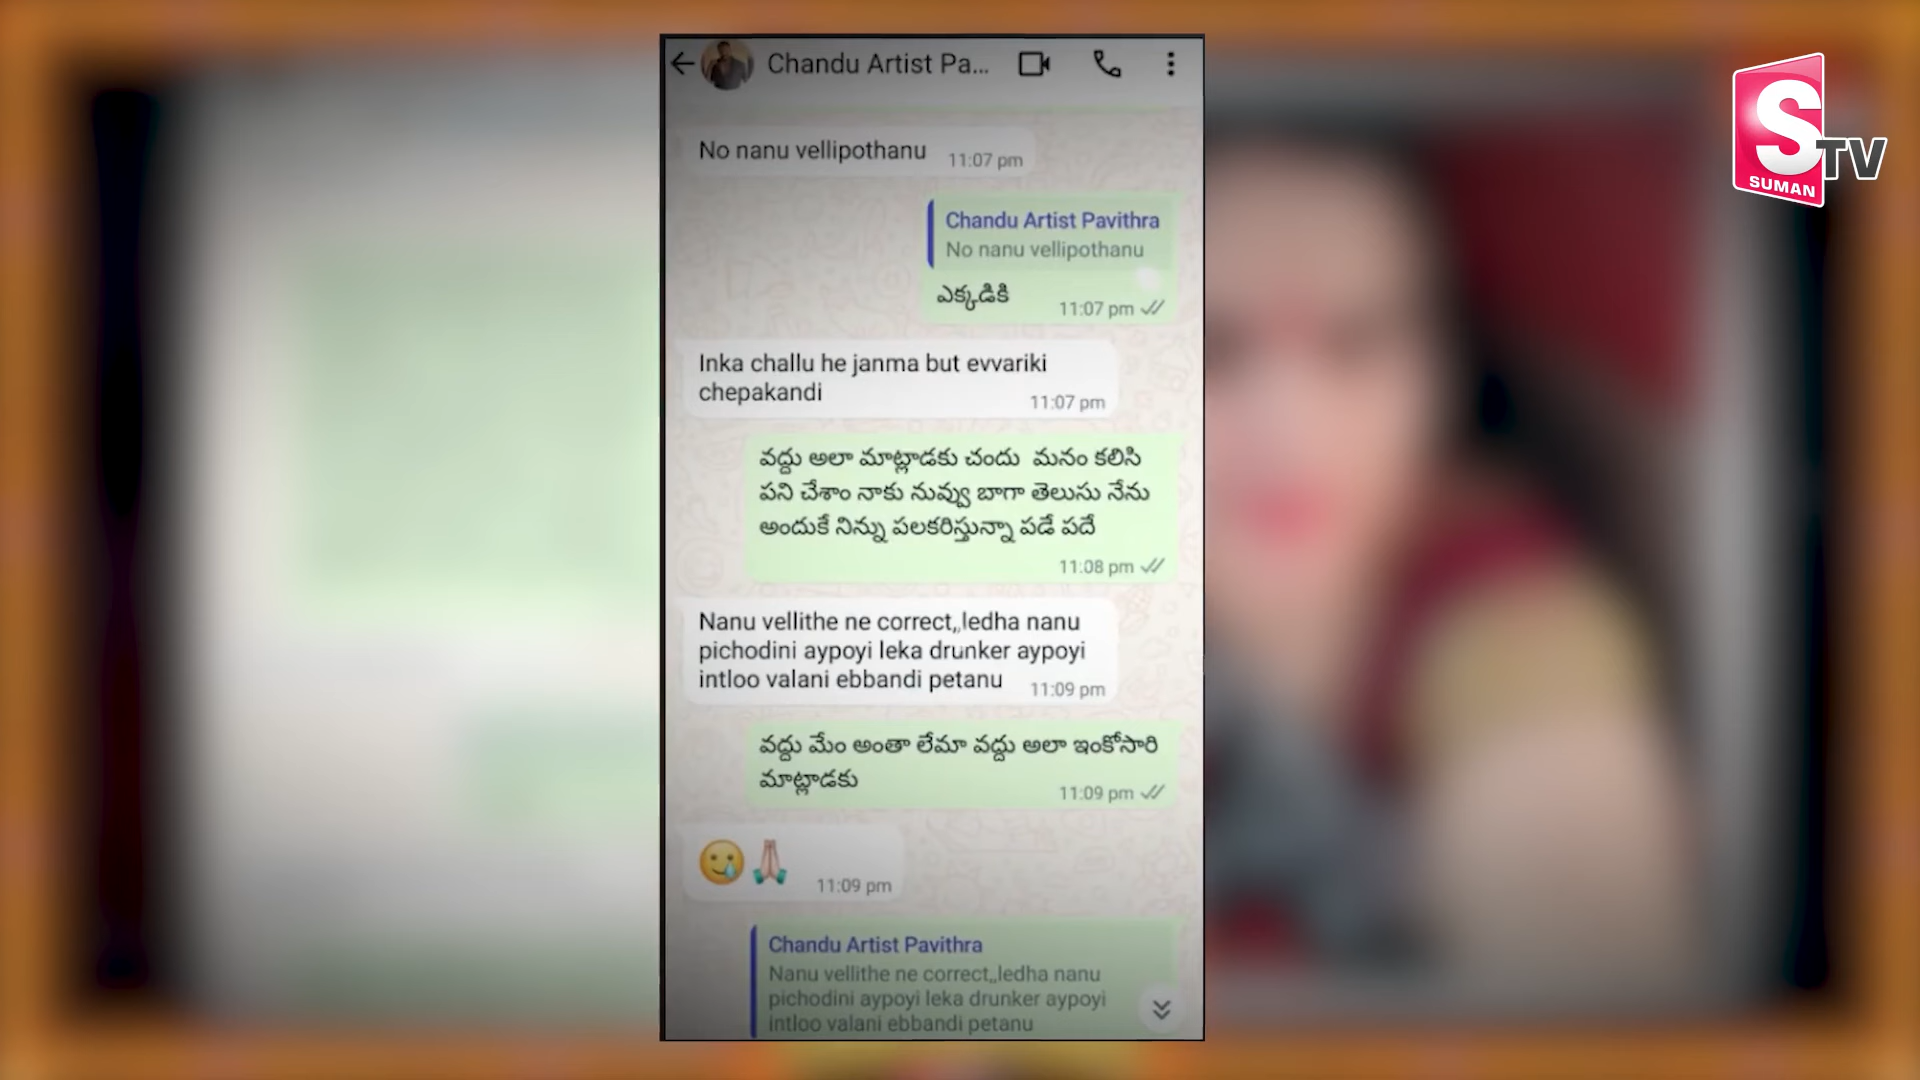 Chandu Artist Pa...
S
TV
SUMAN
No nanu vellipothanu
11:07 pm
Chandu Artist Pavithra
No nanu vellipothanu
ఎక్కడికి
11:07 pm
Inka challu he janma but evvariki
chepakandi
11:07 pm
వద్దు అలా మాట్లాడకు చందు మనం కలిసి
పని చేశాం నాకు నువ్వు బాగా తెలుసు నేను
అందుకే నిన్ను పలకరిస్తున్నా పడే పదే
11:08 pm
Nanu vellithe ne correct,,ledha nanu
pichodini aypoyi leka drunker aypoyi
intloo valani ebbandi petanu
11:09 pm
వద్దు మేం అంతా లేమా వద్దు అలా ఇంకోసారి
మాట్లాడకు
11:09 pm
🥲🙏🏻
11:09 pm
Chandu Artist Pavithra
Nanu vellithe ne correct,,ledha nanu
pichodini aypoyi leka drunker aypoyi
intloo valani ebbandi petanu